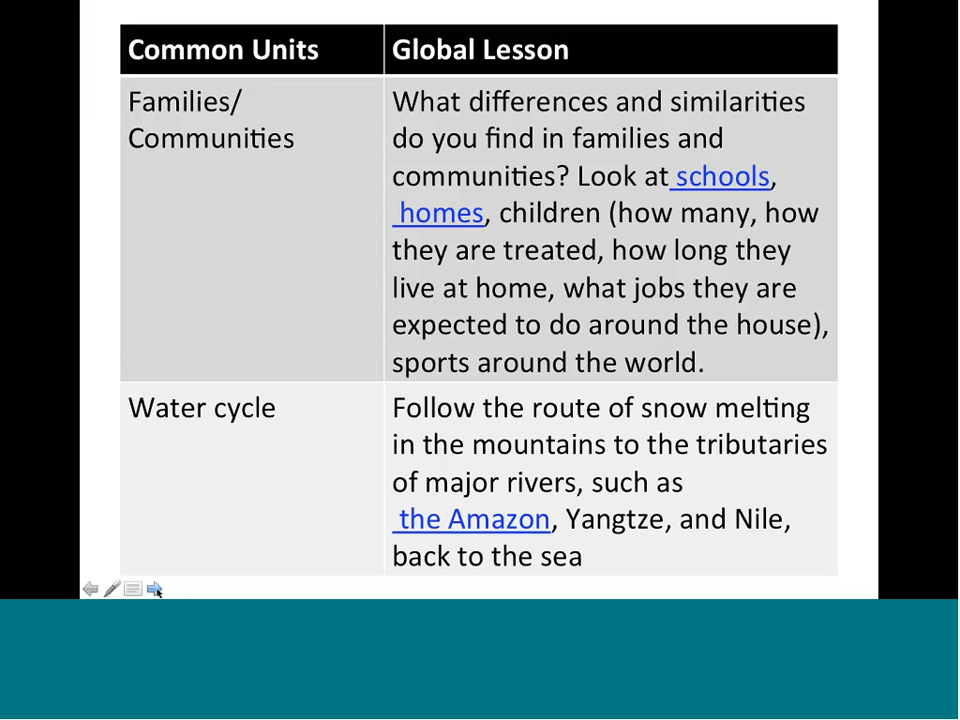 Common Units
Global Lesson
Families/
Communities
What differences and similarities
do you find in families and
communities? Look at schools,
homes, children (how many, how
they are treated, how long they
live at home, what jobs they are
expected to do around the house),
sports around the world.
Water cycle
Follow the route of snow melting
in the mountains to the tributaries
of major rivers, such as
the Amazon, Yangtze, and Nile,
back to the sea